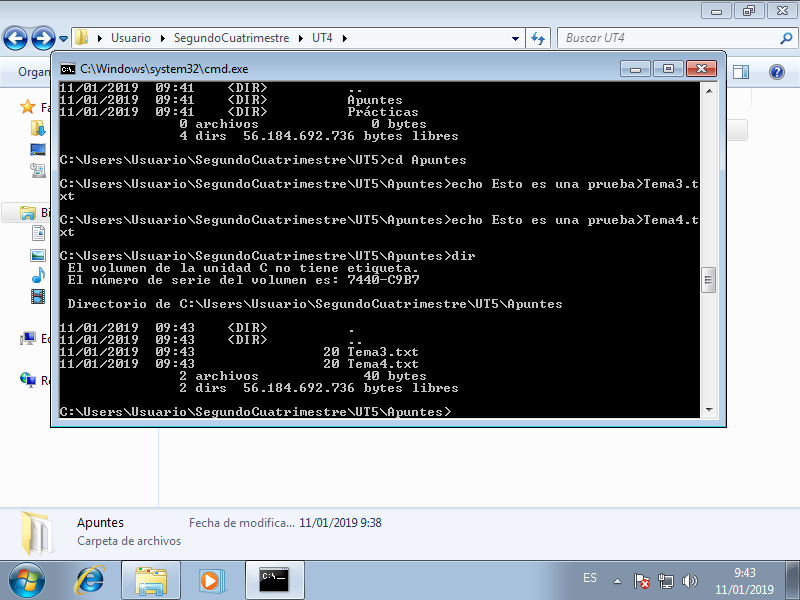 Usuario SegundoCuatrimestre UT4
Buscar UT4
Organ
C:\Windows\system32\cmd.exe
11/01/2019  09:41    <DIR>          ..
11/01/2019  09:41    <DIR>          Apuntes
11/01/2019  09:41    <DIR>          Prácticas
0 archivos              0 bytes
4 dirs  56.184.692.736 bytes libres
C:\Users\Usuario\SegundoCuatrimestre\UT5>cd Apuntes
C:\Users\Usuario\SegundoCuatrimestre\UT5\Apuntes>echo Esto es una prueba>Tema3.t
xt
C:\Users\Usuario\SegundoCuatrimestre\UT5\Apuntes>echo Esto es una prueba>Tema4.t
xt
C:\Users\Usuario\SegundoCuatrimestre\UT5\Apuntes>dir
El volumen de la unidad C no tiene etiqueta.
El número de serie del volumen es: 7440-C9B7
Directorio de C:\Users\Usuario\SegundoCuatrimestre\UT5\Apuntes
11/01/2019  09:43    <DIR>          .
11/01/2019  09:43    <DIR>          ..
11/01/2019  09:43                20 Tema3.txt
11/01/2019  09:43                20 Tema4.txt
2 archivos             40 bytes
2 dirs  56.184.692.736 bytes libres
C:\Users\Usuario\SegundoCuatrimestre\UT5\Apuntes>
Fa
Bi
Ec
Re
Apuntes Fecha de modifica... 11/01/2019 9:38
Carpeta de archivos
C:\_
ES
9:43
11/01/2019